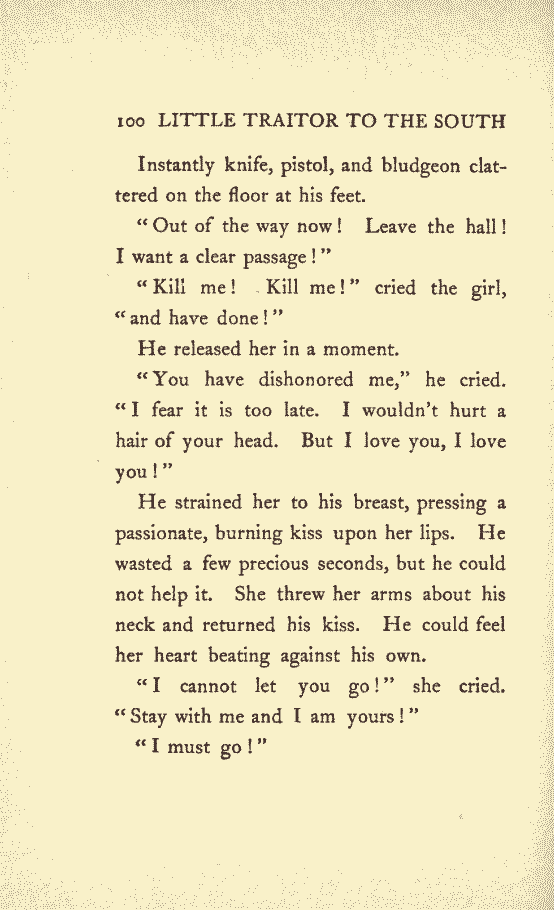 100 LITTLE TRAITOR TO THE SOUTH
Instantly knife, pistol, and bludgeon clat-
tered on the floor at his feet.
“Out of the way now! Leave the hall!
I want a clear passage!”
“Kill me! Kill me!” cried the girl,
“and have done!”
He released her in a moment.
“You have dishonored me,” he cried.
“I fear it is too late. I wouldn’t hurt a
hair of your head. But I love you, I love
you!”
He strained her to his breast, pressing a
passionate, burning kiss upon her lips. He
wasted a few precious seconds, but he could
not help it. She threw her arms about his
neck and returned his kiss. He could feel
her heart beating against his own.
“I cannot let you go!” she cried.
“Stay with me and I am yours!”
“I must go!”